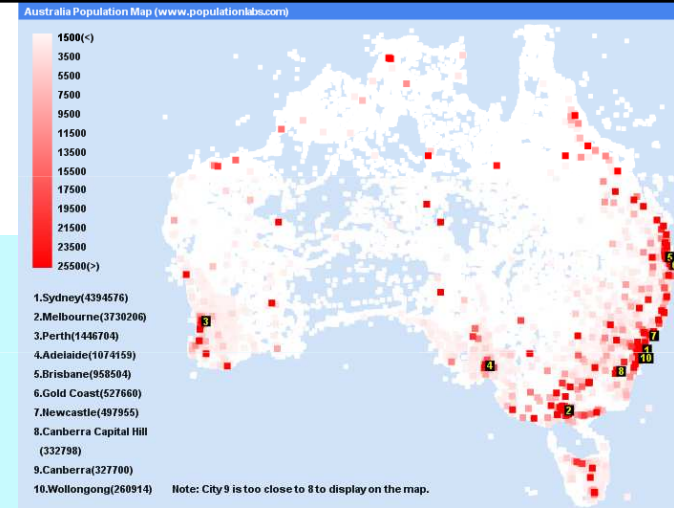 Australia Population Map (www.populationlabs.com)
1500(<)
3500
5500
7500
9500
11500
13500
15500
17500
19500
21500
23500
25500(>)
1.Sydney(4394576)
2.Melbourne(3730206)
3.Perth(1446704)
4.Adelaide(1074159)
5.Brisbane(958504)
6.Gold Coast(527660)
7.Newcastle(497955)
8.Canberra Capital Hill
(332798)
9.Canberra(327700)
10.Wollongong(260914) Note: City 9 is too close to 8 to display on the map.
5
3
7
1
10
4
8
2